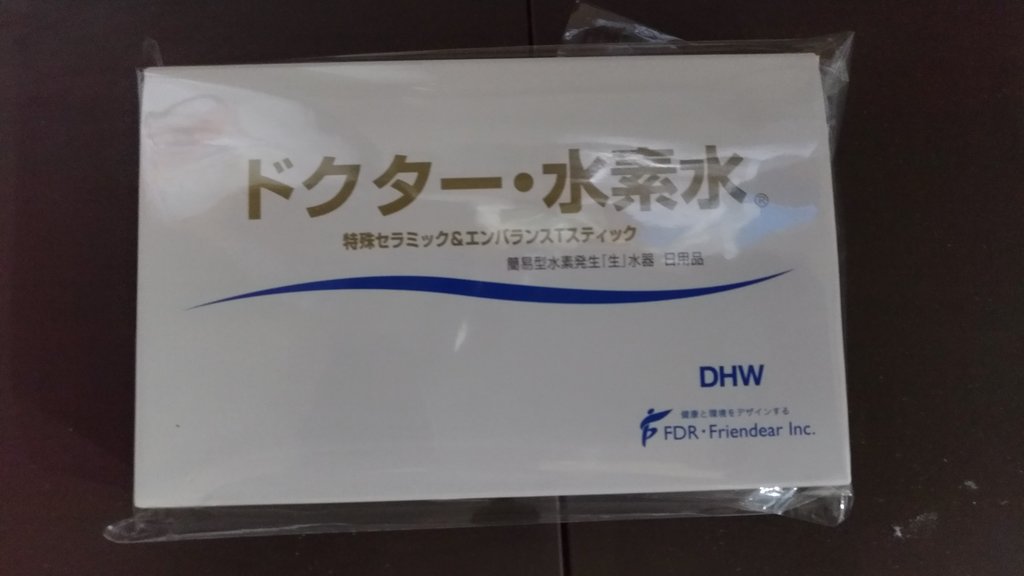 ドクター・水素水®
特殊セラミック&エンバランスTスティック
簡易型水素発生｢生｣水器 日用品
DHW
健康と環境をデザインする
FDR・Friendear Inc.